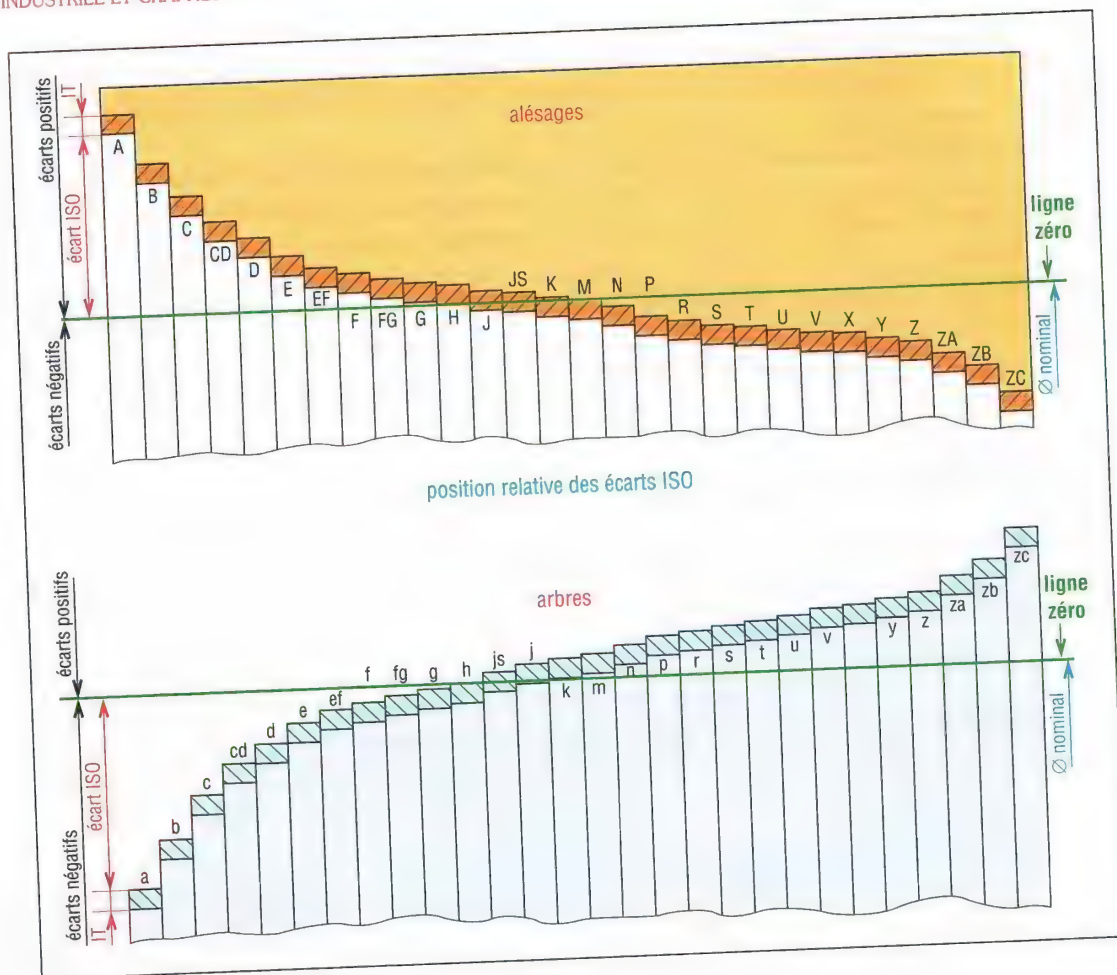 INDUSTRIEL ET
écarts positifs
IT
écart ISO
écarts négatifs
alésages
A
B
C
CD
D
E
EF
F
FG
G
H
J
JS
K
M
N
P
R
S
T
U
V
X
Y
Z
ZA
ZB
ZC
ligne
zéro
Ø nominal
position relative des écarts ISO
écarts positifs
écart ISO
écarts négatifs
IT
arbres
a
b
c
cd
d
e
ef
f
fg
g
h
js
j
k
m
n
p
r
s
t
u
v
y
z
za
zb
zc
ligne
zéro
Ø nominal